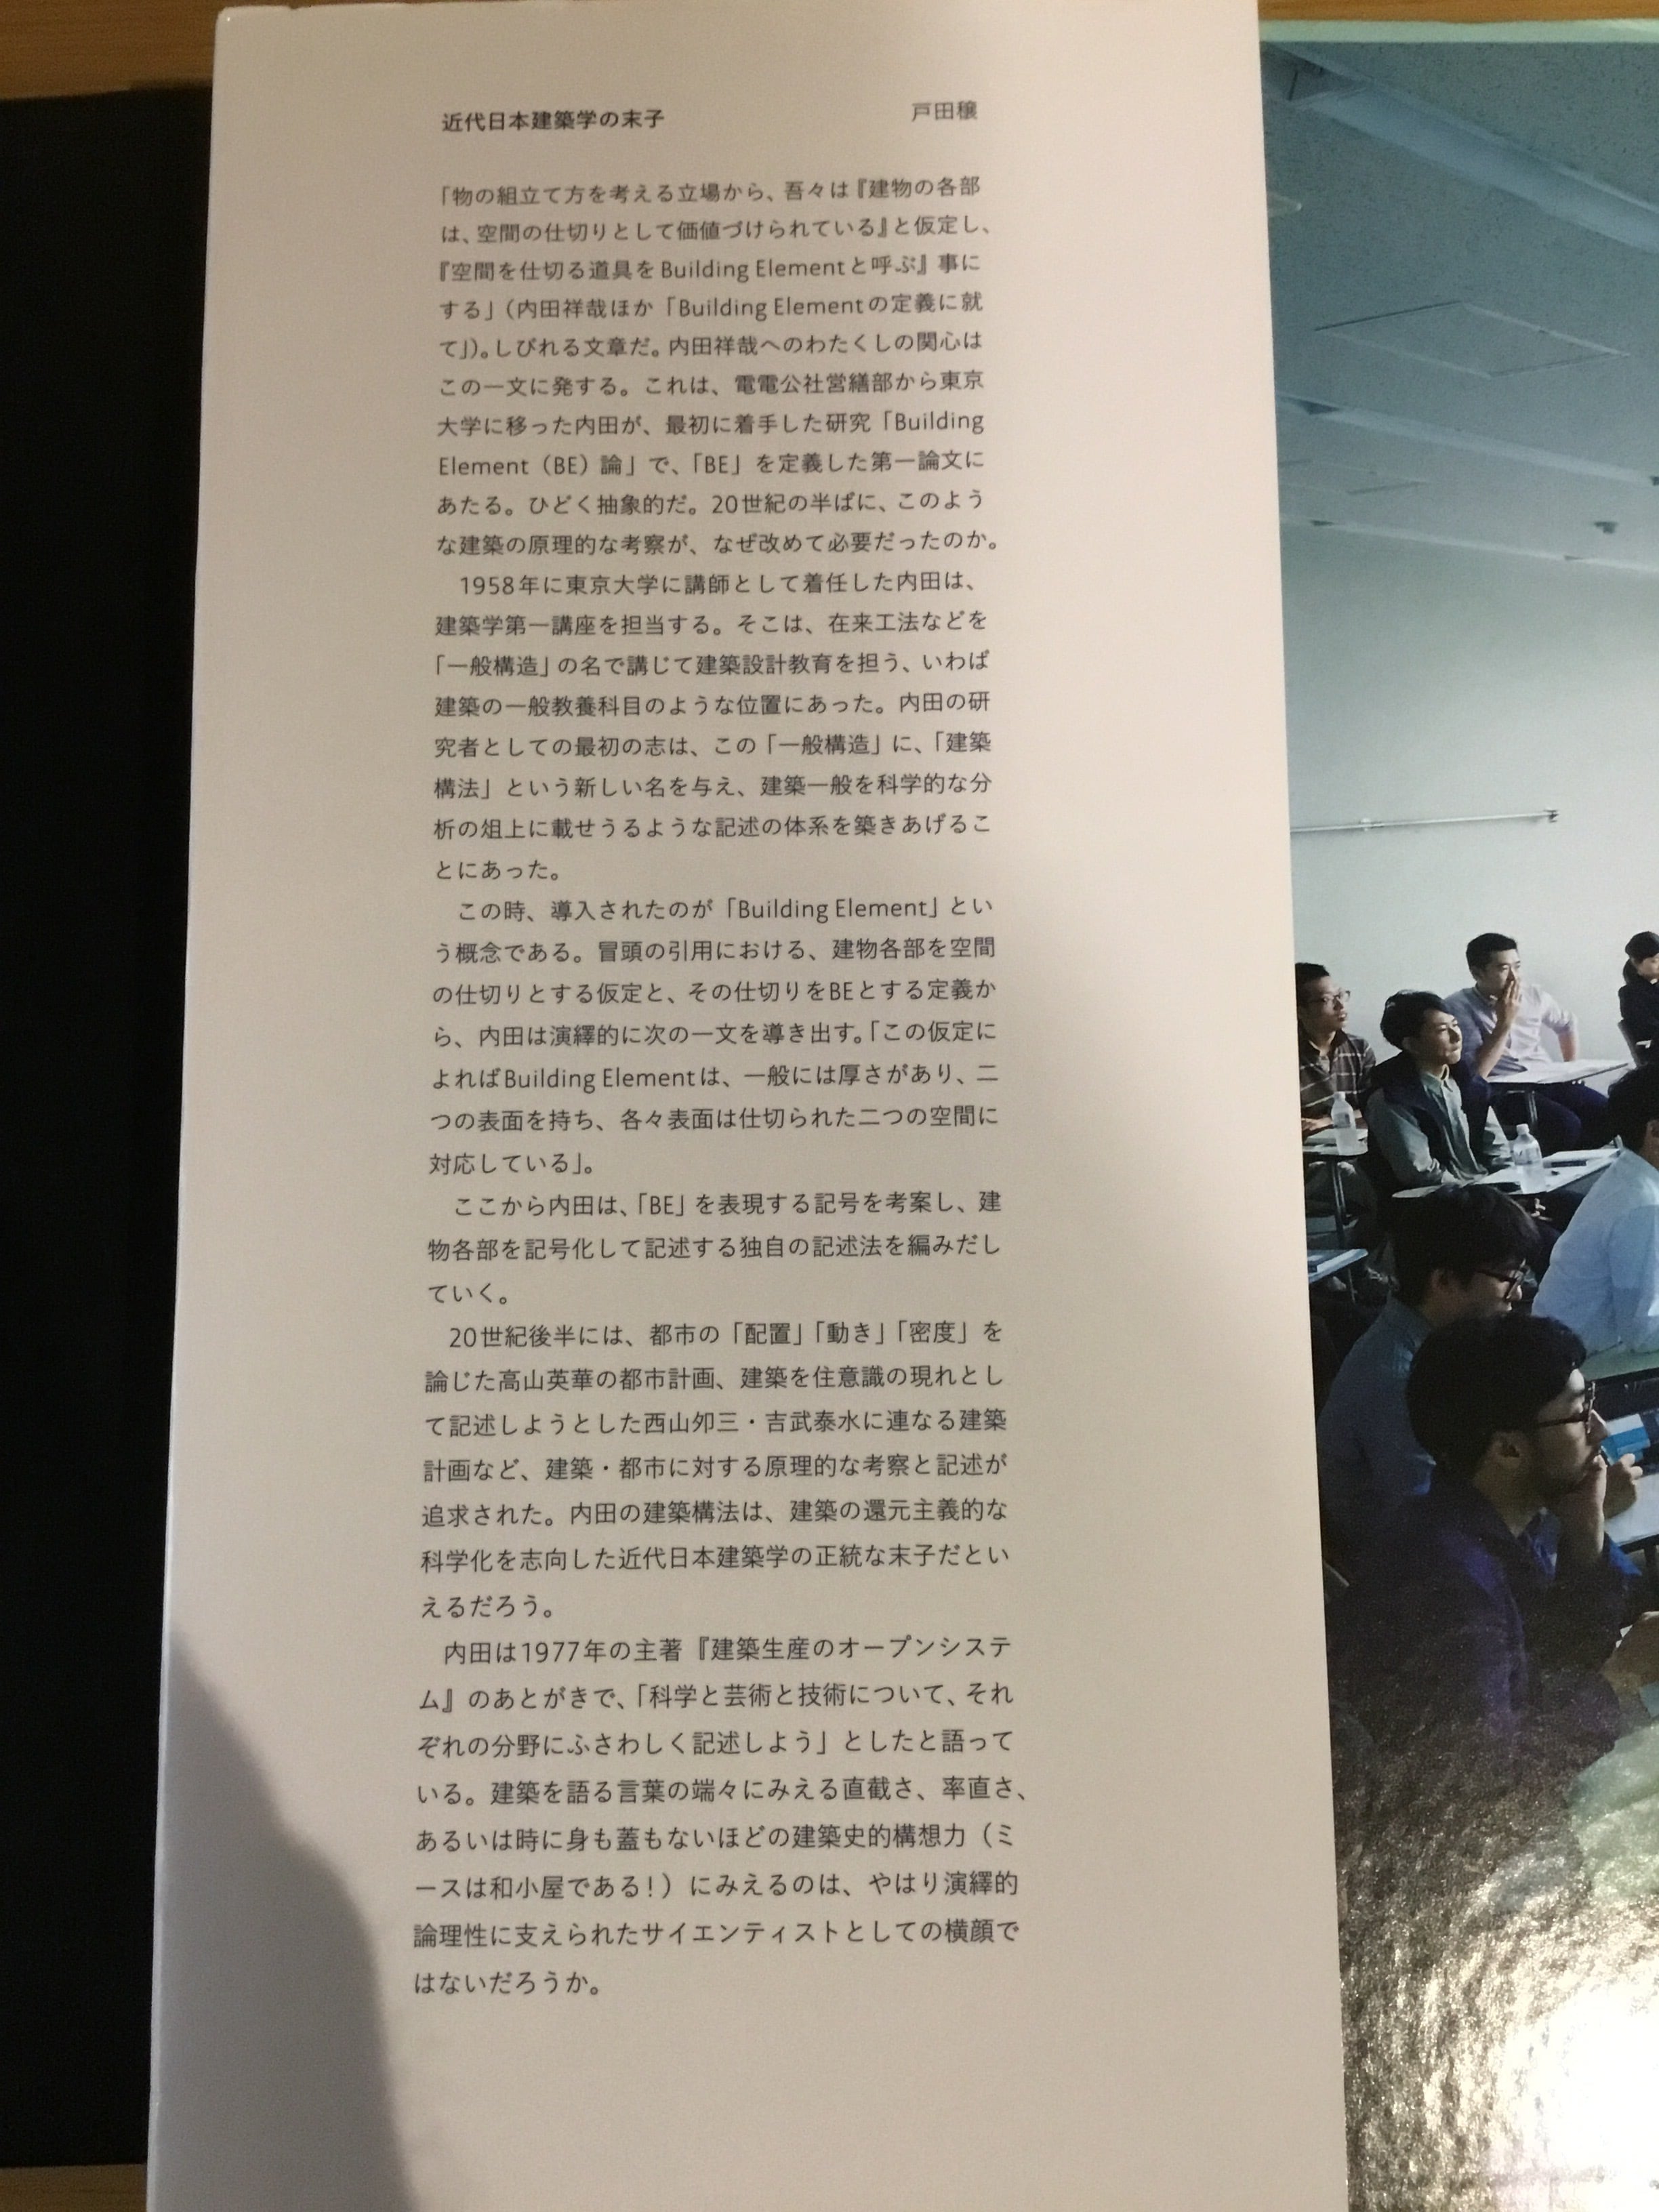 近代日本建築学の末子
戸田穣
「物の組立て方を考える立場から、吾々は『建物の各部
は、空間の仕切りとして価値づけられている』と仮定し、
『空間を仕切る道具をBuilding Elementと呼ぶ』事に
する」（内田祥哉ほか「Building Elementの定義に就
て」）。しびれる文章だ。内田祥哉へのわたくしの関心は
この一文に発する。これは、電電公社営繕部から東京
大学に移った内田が、最初に着手した研究「Building
Element（BE）論」で、「BE」を定義した第一論文に
あたる。ひどく抽象的だ。20世紀の半ばに、このよう
な建築の原理的な考察が、なぜ改めて必要だったのか。
1958年に東京大学に講師として着任した内田は、
建築学第一講座を担当する。そこは、在来工法などを
「一般構造」の名で講じて建築設計教育を担う、いわば
建築の一般教養科目のような位置にあった。内田の研
究者としての最初の志は、この「一般構造」に、「建築
構法」という新しい名を与え、建築一般を科学的な分
析の俎上に載せうるような記述の体系を築きあげるこ
とにあった。
この時、導入されたのが「Building Element」とい
う概念である。冒頭の引用における、建物各部を空間
の仕切りとする仮定と、その仕切りをBEとする定義か
ら、内田は演繹的に次の一文を導き出す。「この仮定に
よればBuilding Elementは、一般には厚さがあり、二
つの表面を持ち、各々表面は仕切られた二つの空間に
対応している」。
ここから内田は、「BE」を表現する記号を考案し、建
物各部を記号化して記述する独自の記述法を編みだし
ていく。
20世紀後半には、都市の「配置」「動き」「密度」を
論じた高山英華の都市計画、建築を住意識の現れとし
て記述しようとした西山夘三・吉武泰水に連なる建築
計画など、建築・都市に対する原理的な考察と記述が
追求された。内田の建築構法は、建築の還元主義的な
科学化を志向した近代日本建築学の正統な末子だとい
えるだろう。
内田は1977年の主著『建築生産のオープンシステ
ム』のあとがきで、「科学と芸術と技術について、それ
ぞれの分野にふさわしく記述しよう」としたと語って
いる。建築を語る言葉の端々にみえる直截さ、率直さ、
あるいは時に身も蓋もないほどの建築史的構想力（ミ
ースは和小屋である！）にみえるのは、やはり演繹的
論理性に支えられたサイエンティストとしての横顔で
はないだろうか。